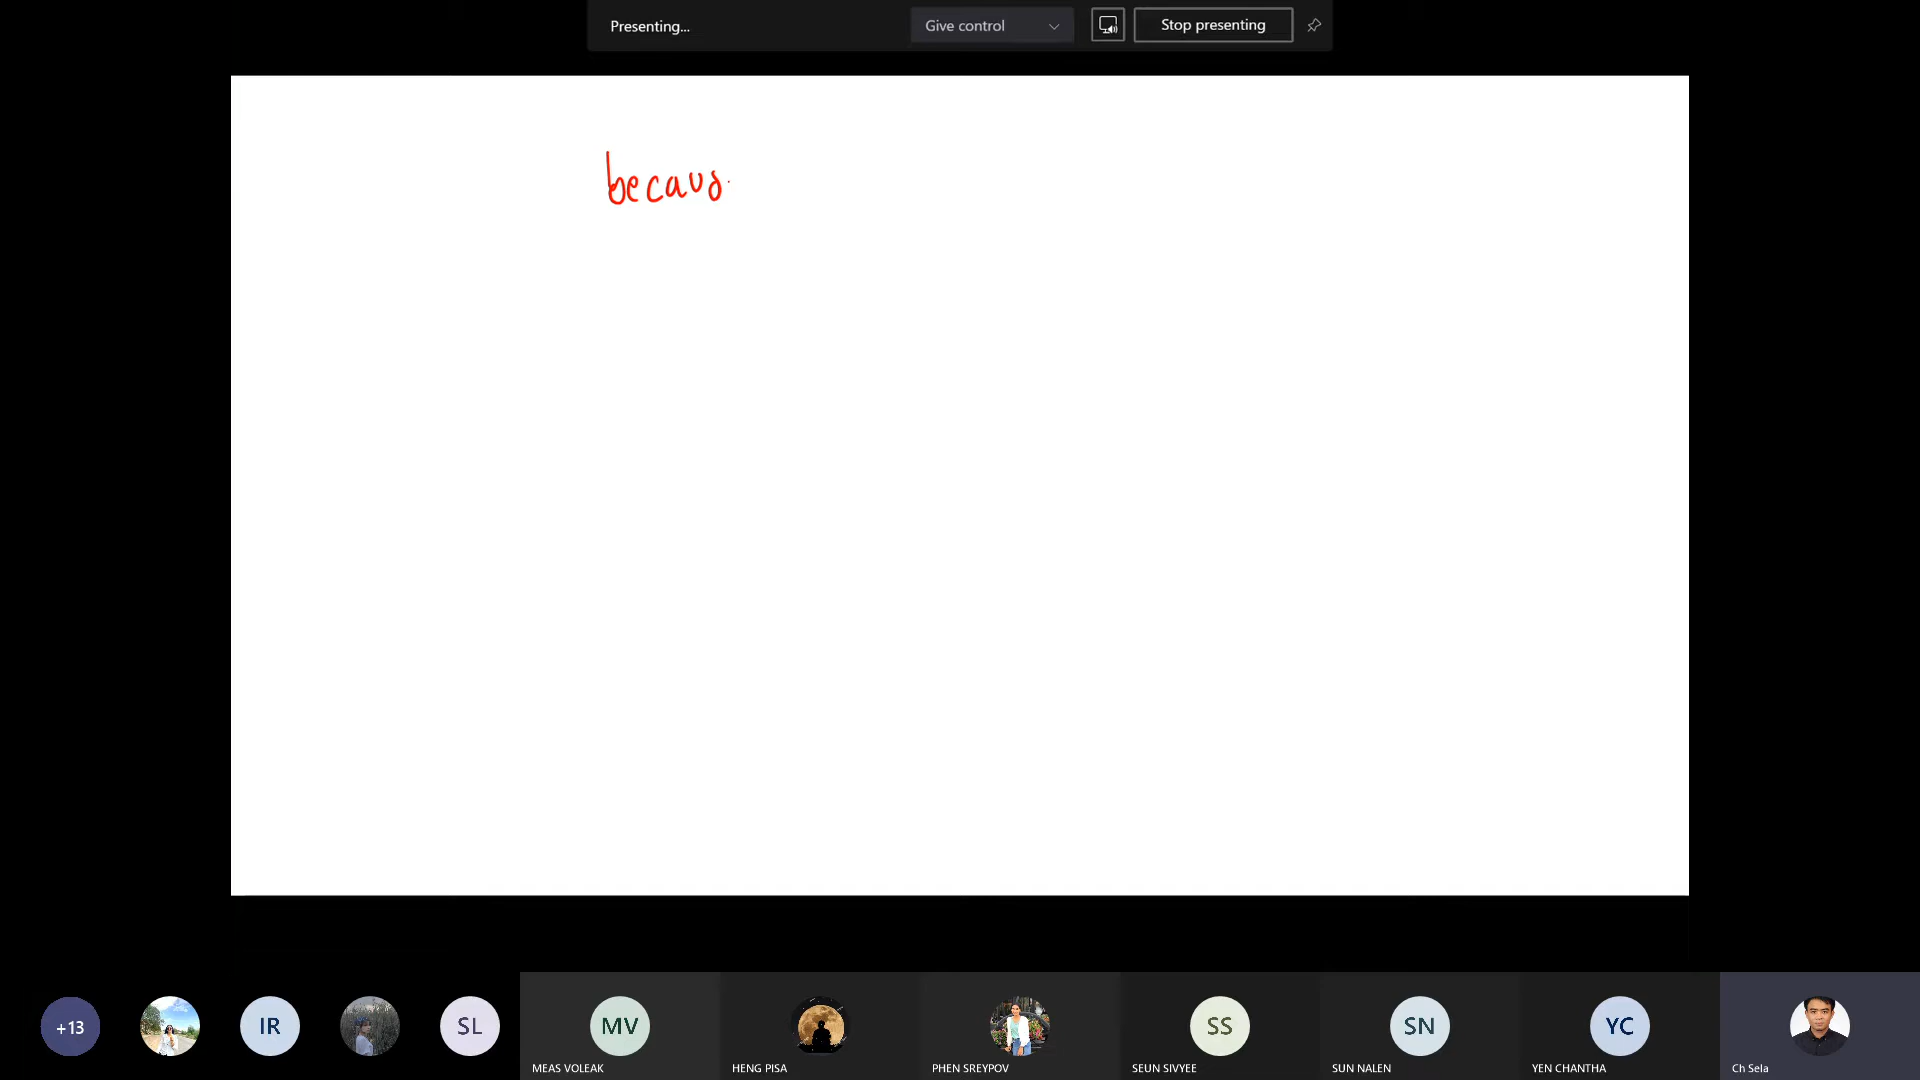 Presenting...
Give control
Stop presenting
becaus
+13
IR
SL
MV
SS
SN
YC
MEAS VOLEAK
HENG PISA
PHEN SREYPOV
SEUN SIVYEE
SUN NALEN
YEN CHANTHA
Ch Sela